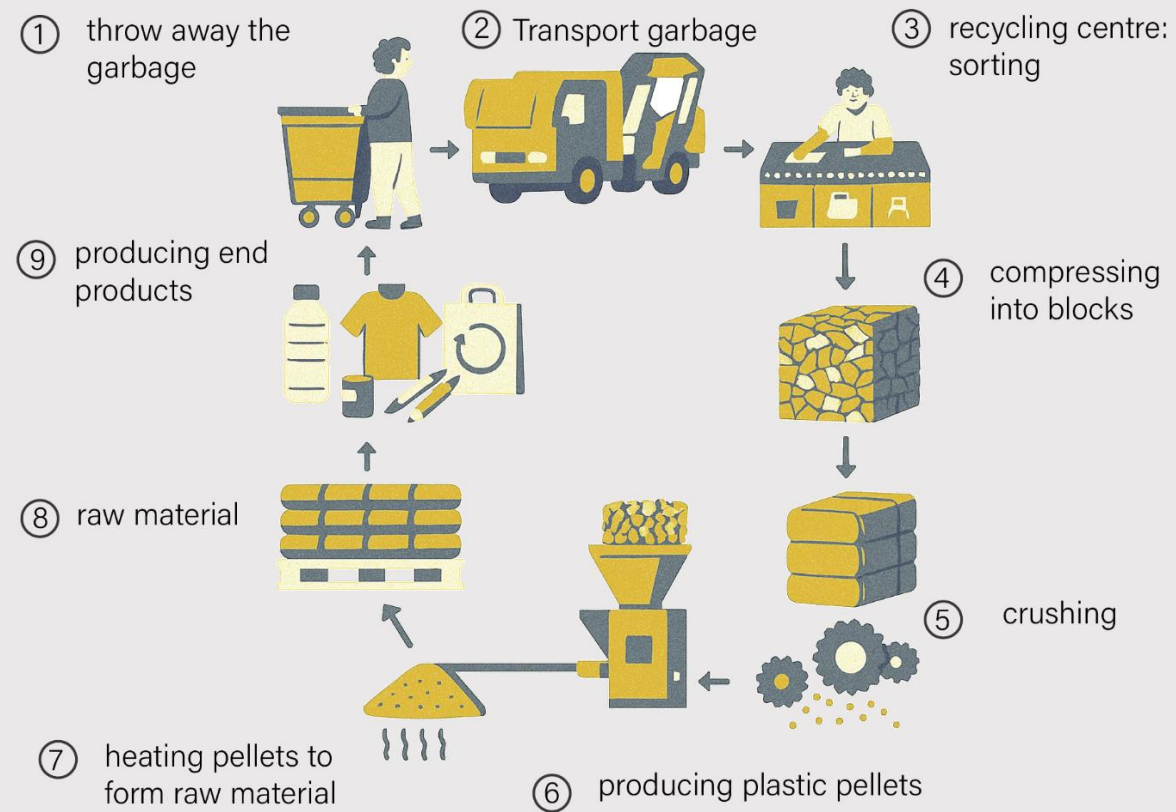 1 throw away the
garbage
2 Transport garbage
3 recycling centre:
sorting
4 compressing
into blocks
5 crushing
6 producing plastic pellets
7 heating pellets to
form raw material
8 raw material
9 producing end
products